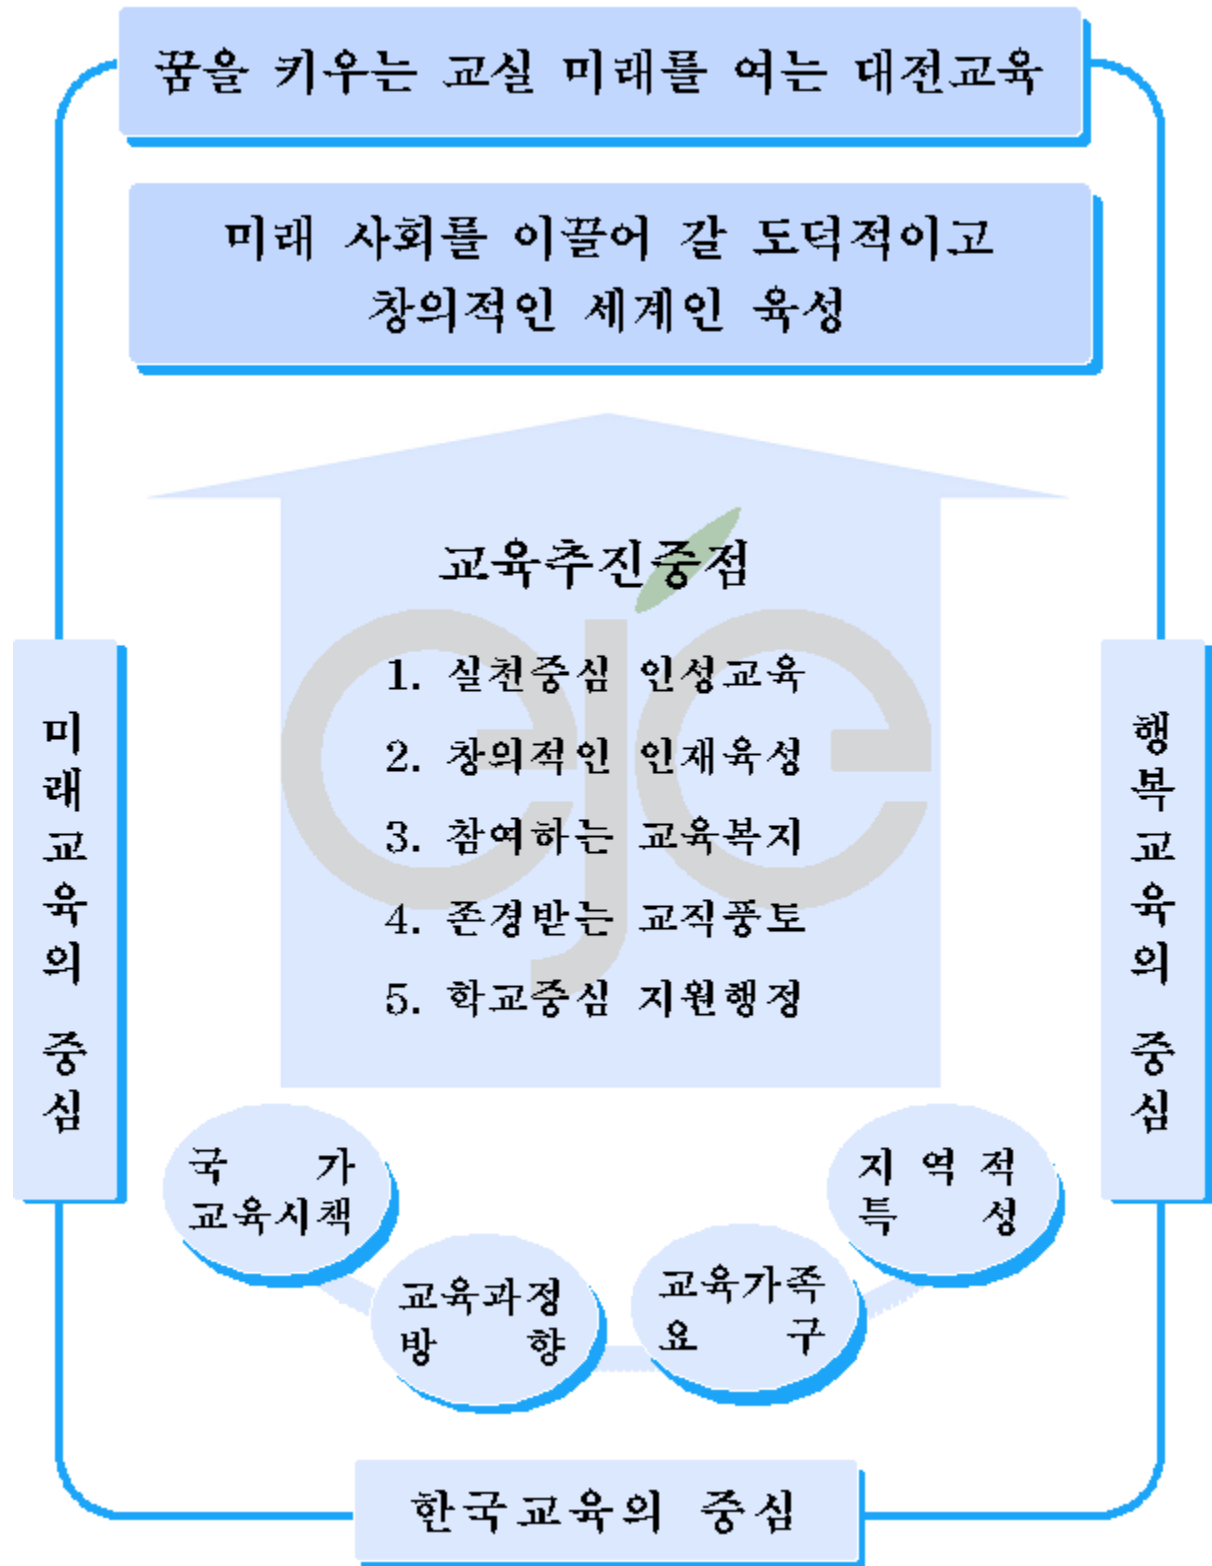 꿈을 키우는 교실 미래를 여는 대전교육
미래 사회를 이끌어 갈 도덕적이고
창의적인 세계인 육성
교육추진중점
1. 실천중심 인성교육
2. 창의적인 인재육성
3. 참여하는 교육복지
4. 존경받는 교직풍토
5. 학교중심 지원행정
미래교육의 중심
행복교육의 중심
국 가
교육시책
교육과정
방 향
교육가족
요 구
지 역 적
특 성
한국교육의 중심